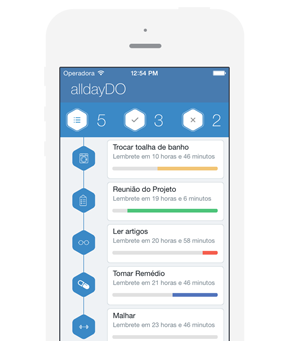 Operadora 12:54 PM
alldayDO
5 3 2
Trocar toalha de banho
Lembrete em 10 horas e 46 minutos
Reunião do Projeto
Lembrete em 19 horas e 6 minutos
Ler artigos
Lembrete em 20 horas e 58 minutos
Tomar Remédio
Lembrete em 21 horas e 46 minutos
Malhar
Lembrete em 23 horas e 46 minutos